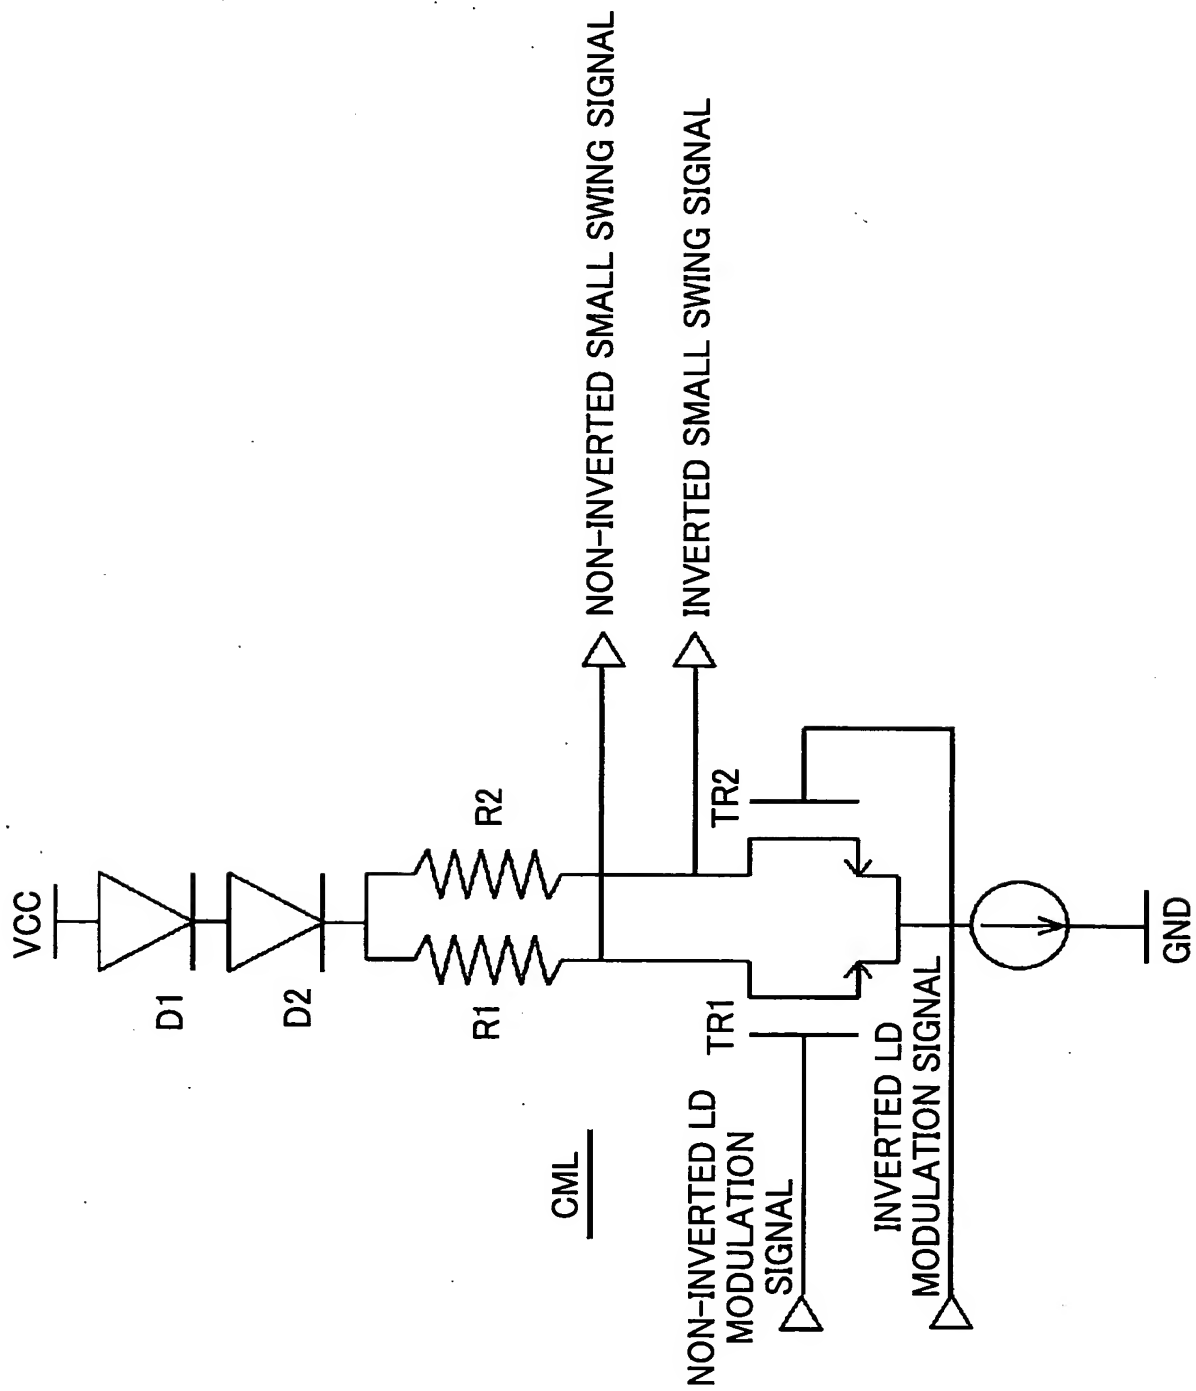 VCC
D1
D2
R1
R2
CML
NON-INVERTED SMALL SWING SIGNAL
INVERTED SMALL SWING SIGNAL
TR1
TR2
NON-INVERTED LD
MODULATION
SIGNAL
INVERTED LD
MODULATION SIGNAL
GND